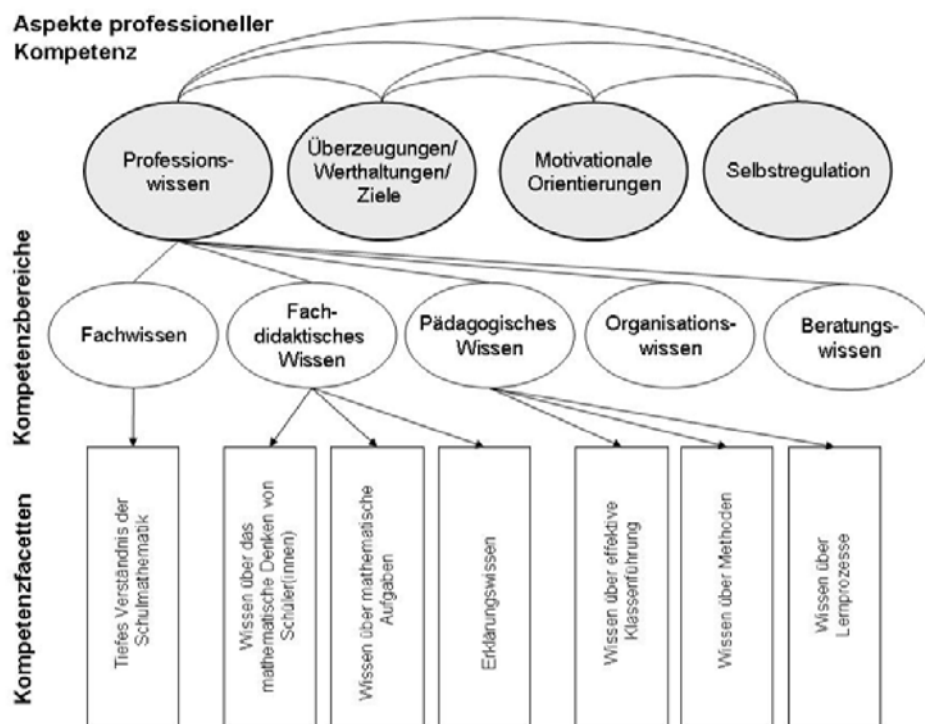 Aspekte professioneller
Kompetenz
Professions-
wissen
Überzeugungen/
Werthaltungen/
Ziele
Motivationale
Orientierungen
Selbstregulation
Kompetenzbereiche
Fachwissen
Fach-
didaktisches
Wissen
Pädagogisches
Wissen
Organisations-
wissen
Beratungs-
wissen
Kompetenzfacetten
Tiefes Verständnis der
Schulmathematik
Wissen über das
mathematische Denken von
Schüler(innen)
Wissen über mathematische
Aufgaben
Erklärungswissen
Wissen über effektive
Klassenführung
Wissen über Methoden
Wissen über
Lernprozesse